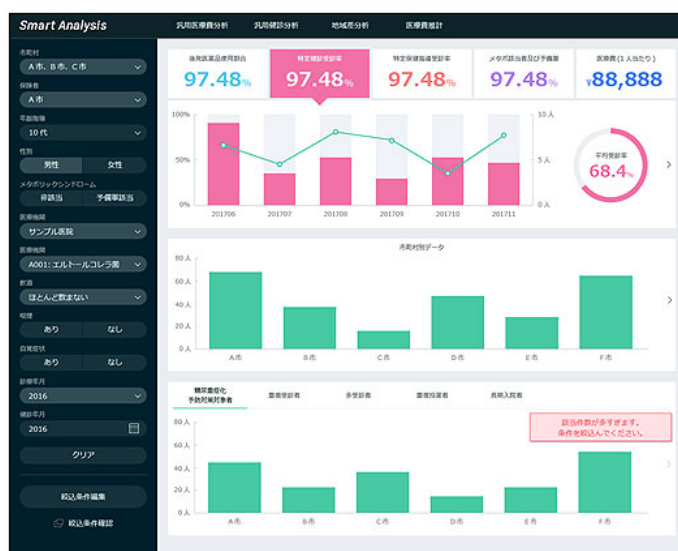 Smart Analysis
汎用医療費分析
汎用健診分析
地域差分析
医療費推計
市町村
A市、B市、C市
保険者
A市
年齢階層
10代
性別
男性
女性
メタボリックシンドローム
非該当
予備軍該当
医療機関
サンプル医院
医療機関
A001: エルトールコレラ菌
飲酒
ほとんど飲まない
喫煙
あり
なし
自覚症状
あり
なし
診療年月
2016
健診年月
2016
クリア
絞込条件編集
絞込条件確認
後発医薬品使用割合
97.48%
特定健診受診率
97.48%
特定保健指導受診率
97.48%
メタボ該当者及び予備軍
97.48%
医療費(1人当たり)
¥88,888
100%
50%
0%
10人
5人
0人
201706
201707
201708
201709
201710
201711
平均受診率
68.4%
市町村別データ
80人
60人
40人
20人
0人
A市
B市
C市
D市
E市
F市
糖尿重症化
予防対策対象者
重複受診者
多受診者
重複投薬者
長期入院者
該当件数が多すぎます。
条件を絞込んでください。
80人
60人
40人
20人
0人
A市
B市
C市
D市
E市
F市